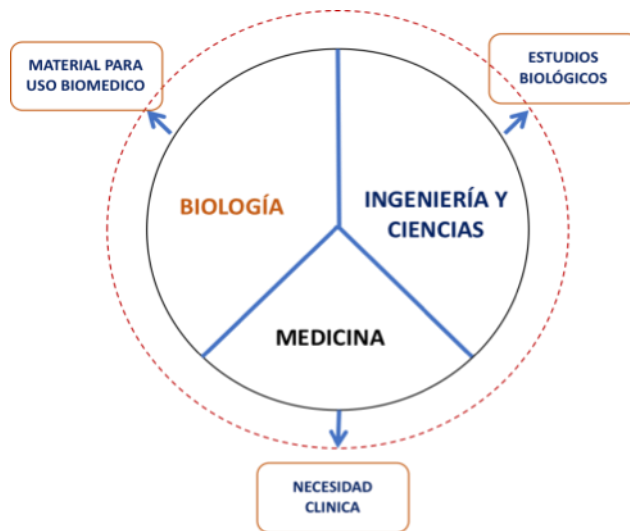 MATERIAL PARA
USO BIOMEDICO
ESTUDIOS
BIOLÓGICOS
BIOLOGÍA
INGENIERÍA Y
CIENCIAS
MEDICINA
NECESIDAD
CLINICA